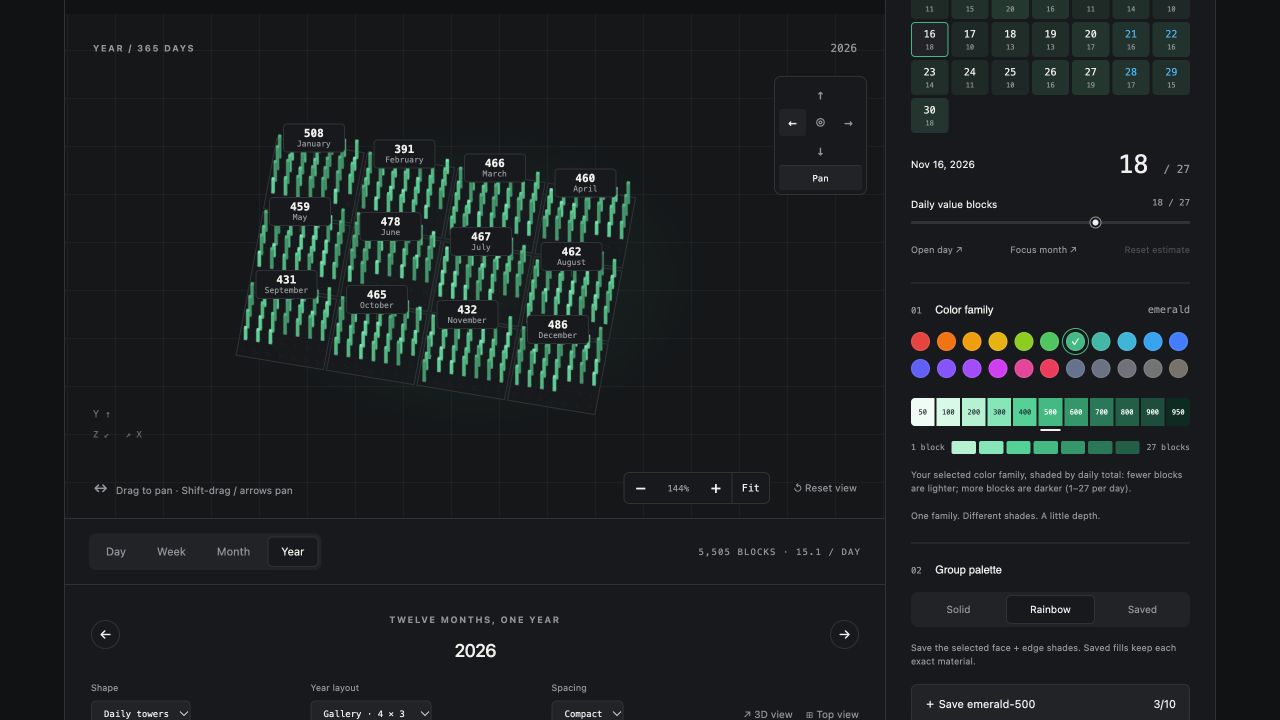 YEAR / 365 DAYS
2026
↑
← ◎ →
↓
Pan
508
January
391
February
466
March
460
April
459
May
478
June
467
July
462
August
431
September
465
October
432
November
486
December
Y ↑
Z ↙ ↗ X
↔ Drag to pan · Shift-drag / arrows pan
− 144% + Fit
↺ Reset view
Day Week Month Year
5,505 BLOCKS · 15.1 / DAY
TWELVE MONTHS, ONE YEAR
← 2026 →
Shape
Year layout
Spacing
Daily towers
Gallery · 4 × 3
Compact
↗ 3D view ⊞ Top view
11 15 20 16 11 14 10
16 17 18 19 20 21 22
18 10 13 13 17 16 16
23 24 25 26 27 28 29
14 11 10 16 19 17 15
30
18
Nov 16, 2026
18 / 27
Daily value blocks
18 / 27
Open day ↗ Focus month ↗ Reset estimate
01 Color family emerald
50 100 200 300 400 500 600 700 800 900 950
1 block 27 blocks
Your selected color family, shaded by daily total: fewer blocks
are lighter; more blocks are darker (1–27 per day).
One family. Different shades. A little depth.
02 Group palette
Solid Rainbow Saved
Save the selected face + edge shades. Saved fills keep each
exact material.
+ Save emerald-500 3/10